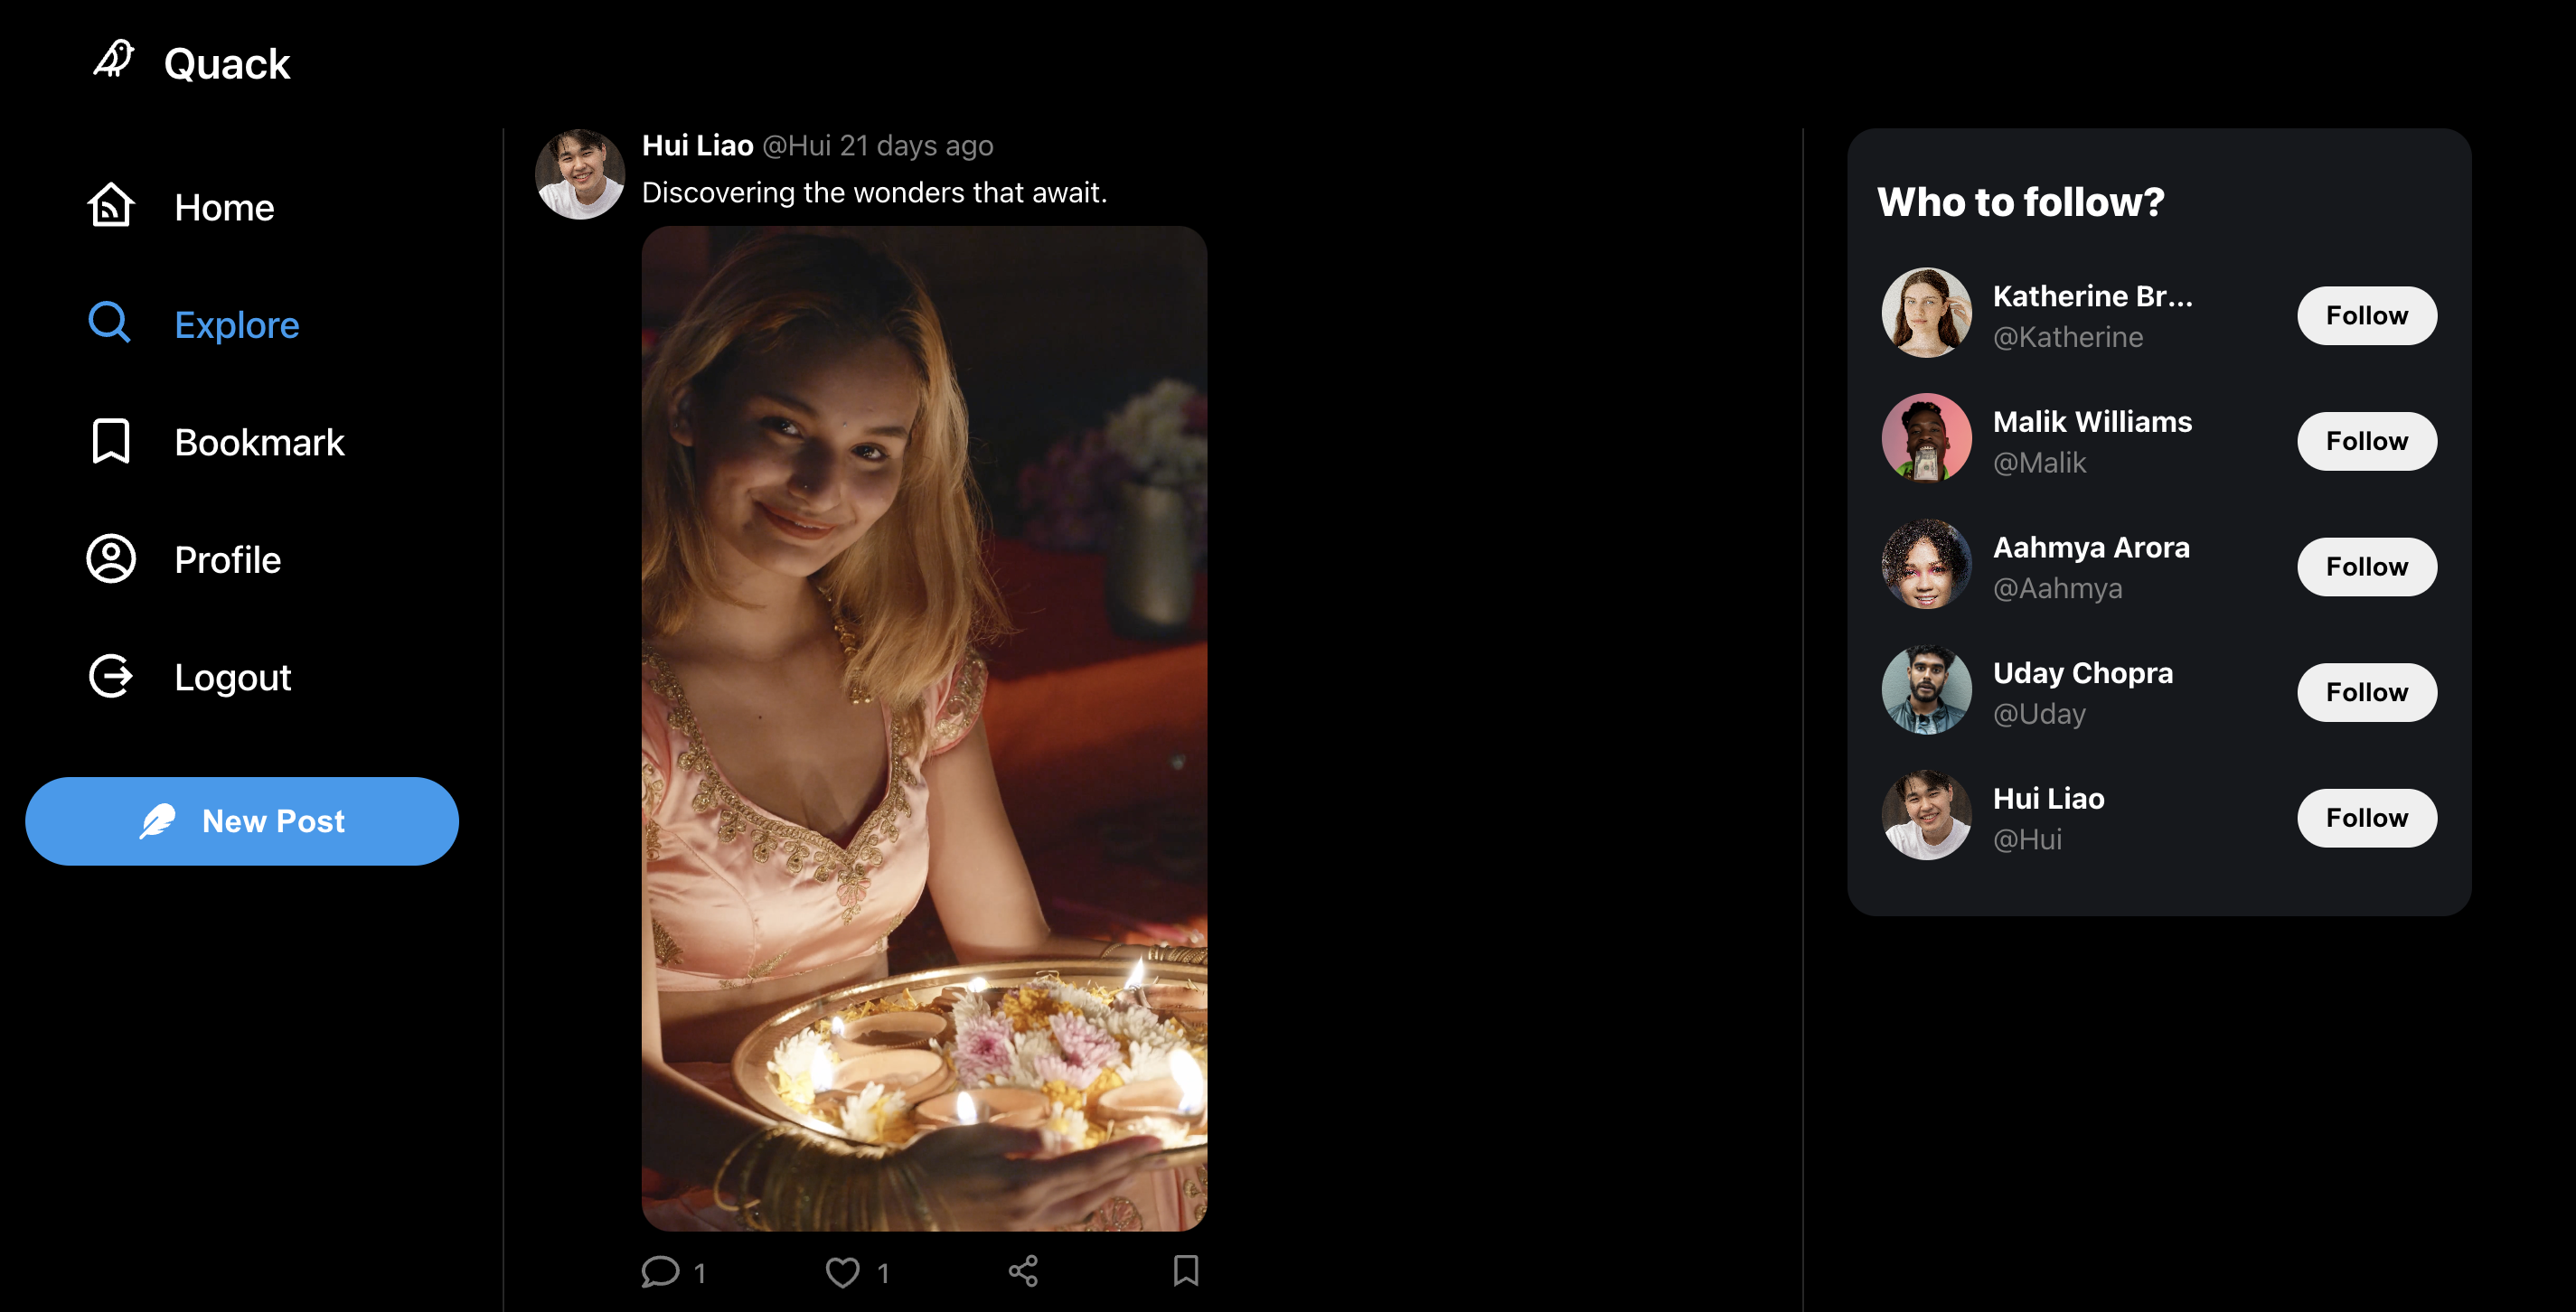 Quack
Home
Explore
Bookmark
Profile
Logout
New Post
Hui Liao @Hui 21 days ago
Discovering the wonders that await.
1
1
Who to follow?
Katherine Br...
@Katherine
Follow
Malik Williams
@Malik
Follow
Aahmya Arora
@Aahmya
Follow
Uday Chopra
@Uday
Follow
Hui Liao
@Hui
Follow